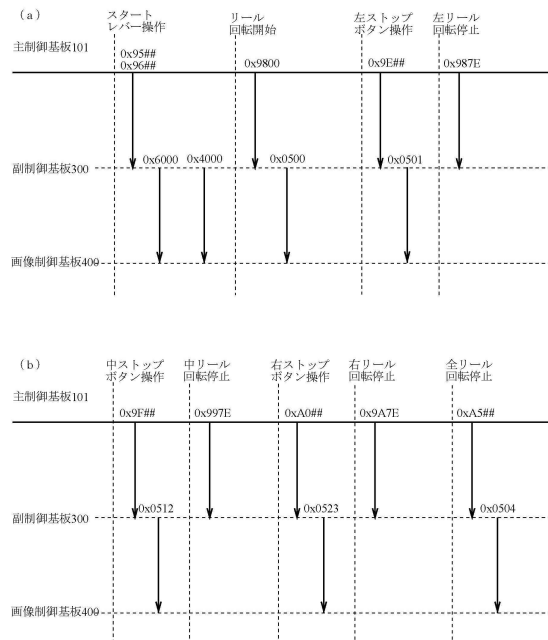 (a)
スタート
レバー操作
リール
回転開始
左ストップ
ボタン操作
左リール
回転停止
主制御基板101
0x95##
0x96##
0x9800
0x9E##
0x987E
副制御基板300
0x6000
0x4000
0x0500
0x0501
画像制御基板400
(b)
中ストップ
ボタン操作
中リール
回転停止
右ストップ
ボタン操作
右リール
回転停止
全リール
回転停止
主制御基板101
0x9F##
0x997E
0xA0##
0x9A7E
0xA5##
副制御基板300
0x0512
0x0523
0x0504
画像制御基板400